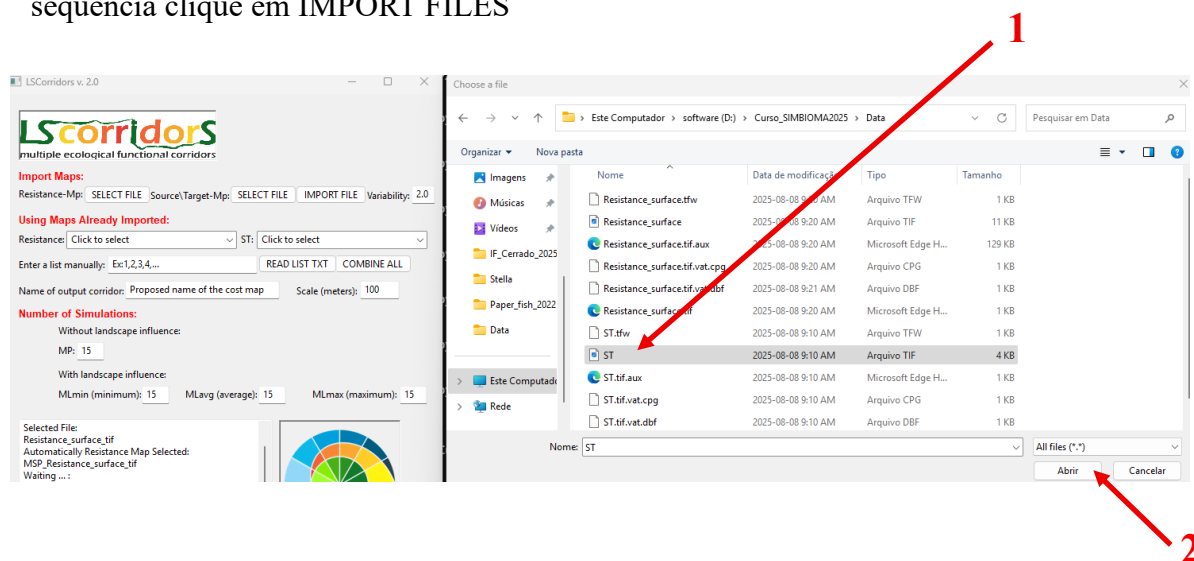 sequência clique em IMPORT FILES
1
LSCorridors v. 2.0
LScorridorS
multiple ecological functional corridors
Import Maps:
Resistance-Mp: SELECT FILE Source\Target-Mp: SELECT FILE IMPORT FILE Variability: 2.0
Using Maps Already Imported:
Resistance: Click to select ST: Click to select
Enter a list manually: Ex:1,2,3,4,... READ LIST TXT COMBINE ALL
Name of output corridor: Proposed name of the cost map Scale (meters): 100
Number of Simulations:
Without landscape influence:
MP: 15
With landscape influence:
MLmin (minimum): 15 MLavg (average): 15 MLmax (maximum): 15
Selected File:
Resistance_surface_tif
Automatically Resistance Map Selected:
MSP_Resistance_surface_tif
Waiting ... :
Choose a file
Este Computador > software (D:) > Curso_SIMBIOMA2025 > Data
Pesquisar em Data
Organizar Nova pasta
Imagens
Músicas
Vídeos
IF_Cerrado_2025
Stella
Paper_fish_2022
Data
Este Computado
Rede
Nome Data de modificação Tipo Tamanho
Resistance_surface.tfw 2025-08-08 9:20 AM Arquivo TFW 1 KB
Resistance_surface 2025-08-08 9:20 AM Arquivo TIF 11 KB
Resistance_surface.tif.aux 2025-08-08 9:20 AM Microsoft Edge H... 129 KB
Resistance_surface.tif.vat.cpg 2025-08-08 9:20 AM Arquivo CPG 1 KB
Resistance_surface.tif.vat.dbf 2025-08-08 9:21 AM Arquivo DBF 1 KB
Resistance_surface.tif 2025-08-08 9:20 AM Microsoft Edge H... 1 KB
ST.tfw 2025-08-08 9:10 AM Arquivo TFW 1 KB
ST 2025-08-08 9:10 AM Arquivo TIF 4 KB
ST.tif.aux 2025-08-08 9:10 AM Microsoft Edge H... 1 KB
ST.tif.vat.cpg 2025-08-08 9:10 AM Arquivo CPG 1 KB
ST.tif.vat.dbf 2025-08-08 9:10 AM Arquivo DBF 1 KB
Nome: ST All files (*.*)
Abrir Cancelar
2